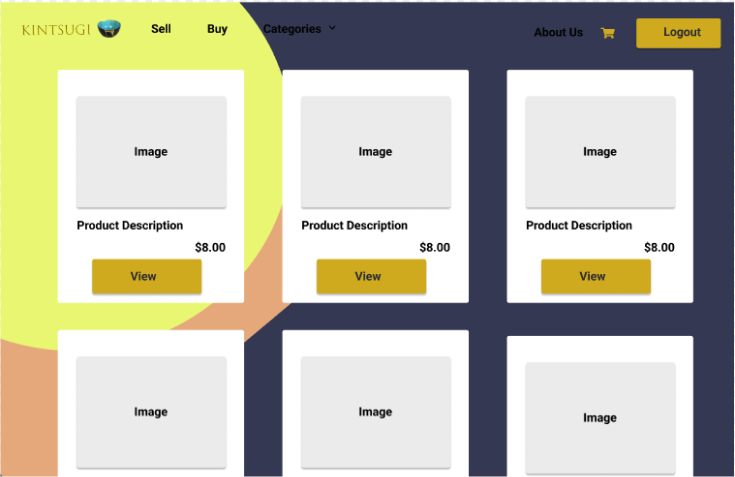 KINTSUGI Sell Buy Categories About Us Logout
Image Image Image
Product Description Product Description Product Description
$8.00 $8.00 $8.00
View View View
Image Image Image